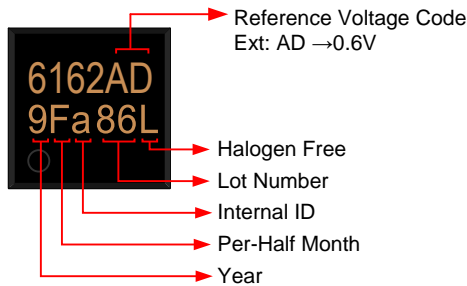 Reference Voltage Code
Ext: AD →0.6V
6162AD
9Fa86L
Halogen Free
Lot Number
Internal ID
Per-Half Month
Year